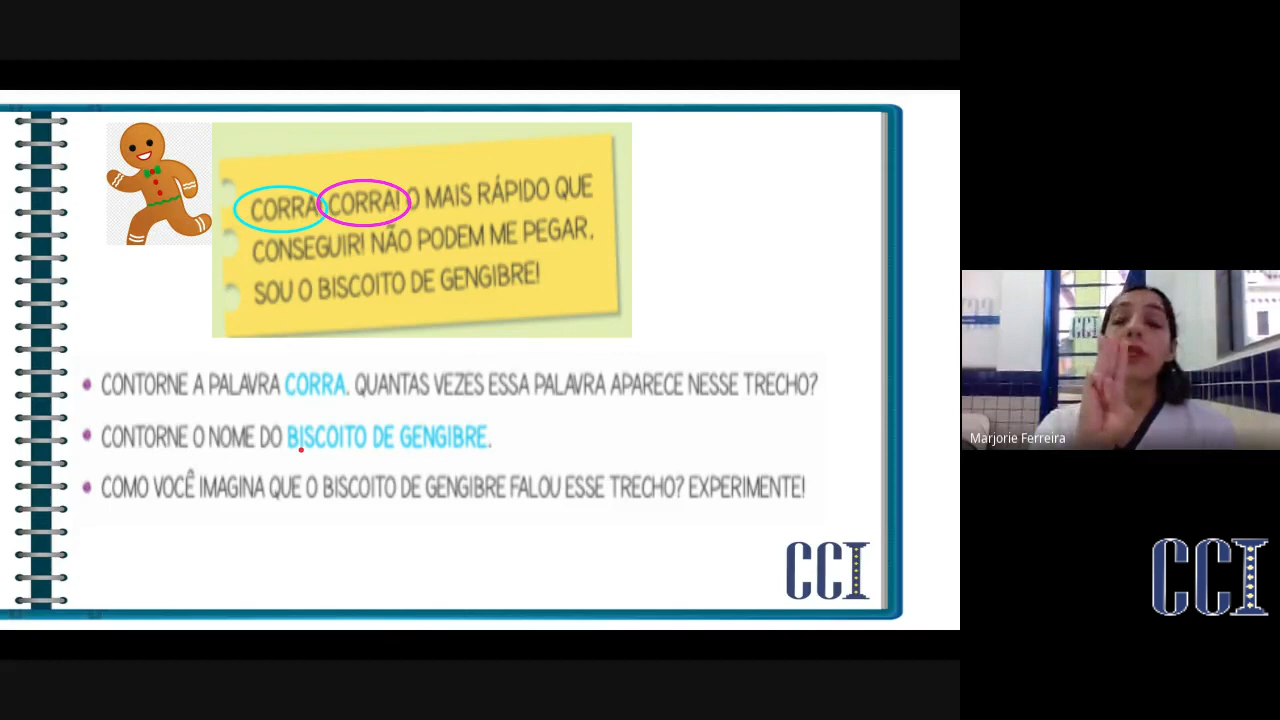 CORRA, CORRA! O MAIS RÁPIDO QUE
CONSEGUIR! NÃO PODEM ME PEGAR,
SOU O BISCOITO DE GENGIBRE!
• CONTORNE A PALAVRA CORRA. QUANTAS VEZES ESSA PALAVRA APARECE NESSE TRECHO?
• CONTORNE O NOME DO BISCOITO DE GENGIBRE.
• COMO VOCÊ IMAGINA QUE O BISCOITO DE GENGIBRE FALOU ESSE TRECHO? EXPERIMENTE!
CCI
CCI
Marjorie Ferreira
CCI